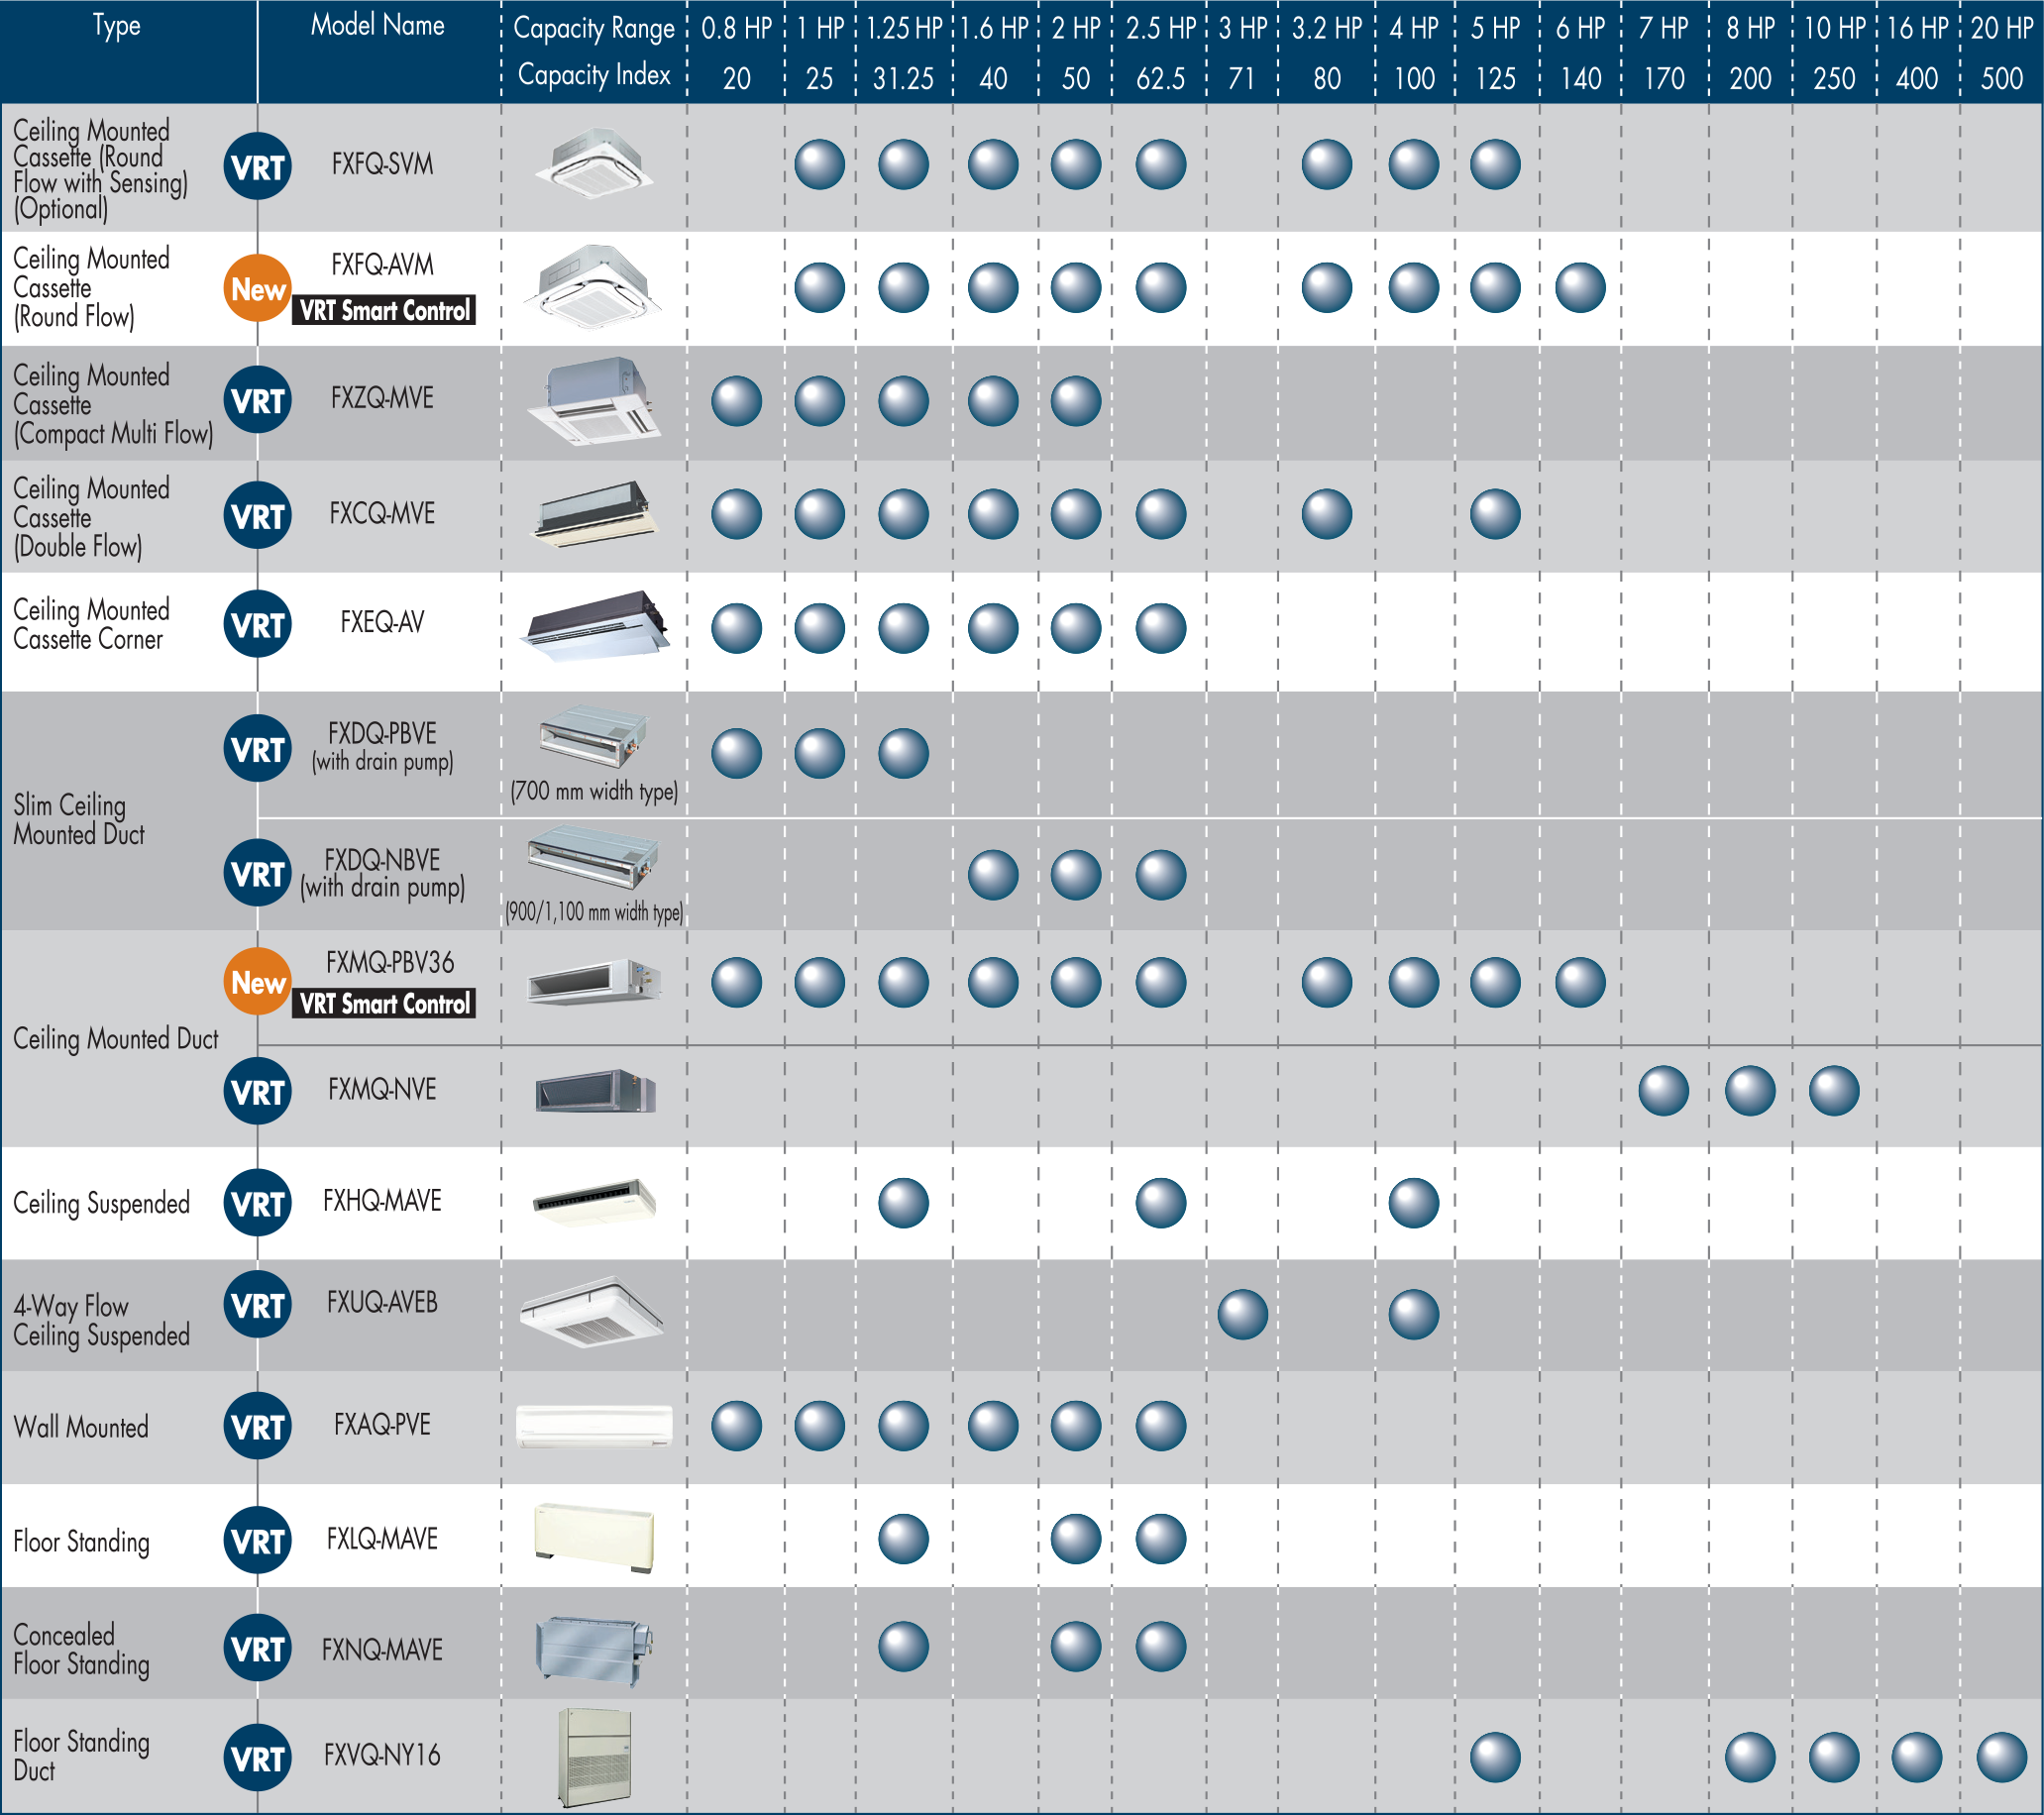 Type
Model Name
Capacity Range 0.8 HP 1 HP 1.25 HP 1.6 HP 2 HP 2.5 HP 3 HP 3.2 HP 4 HP 5 HP 6 HP 7 HP 8 HP 10 HP 16 HP 20 HP
Capacity Index 20 25 31.25 40 50 62.5 71 80 100 125 140 170 200 250 400 500
Ceiling Mounted
Cassette (Round
Flow with Sensing)
(Optional)
VRT
FXFQ-SVM
Ceiling Mounted
Cassette
(Round Flow)
New
FXFQ-AVM
VRT Smart Control
Ceiling Mounted
Cassette
(Compact Multi Flow)
VRT
FXZQ-MVE
Ceiling Mounted
Cassette
(Double Flow)
VRT
FXCQ-MVE
Ceiling Mounted
Cassette Corner
VRT
FXEQ-AV
Slim Ceiling
Mounted Duct
VRT
FXDQ-PBVE
(with drain pump)
(700 mm width type)
VRT
FXDQ-NBVE
(with drain pump)
(900/1,100 mm width type)
Ceiling Mounted Duct
New
FXMQ-PBV36
VRT Smart Control
VRT
FXMQ-NVE
Ceiling Suspended
VRT
FXHQ-MAVE
4-Way Flow
Ceiling Suspended
VRT
FXUQ-AVEB
Wall Mounted
VRT
FXAQ-PVE
Floor Standing
VRT
FXLQ-MAVE
Concealed
Floor Standing
VRT
FXNQ-MAVE
Floor Standing
Duct
VRT
FXVQ-NY16